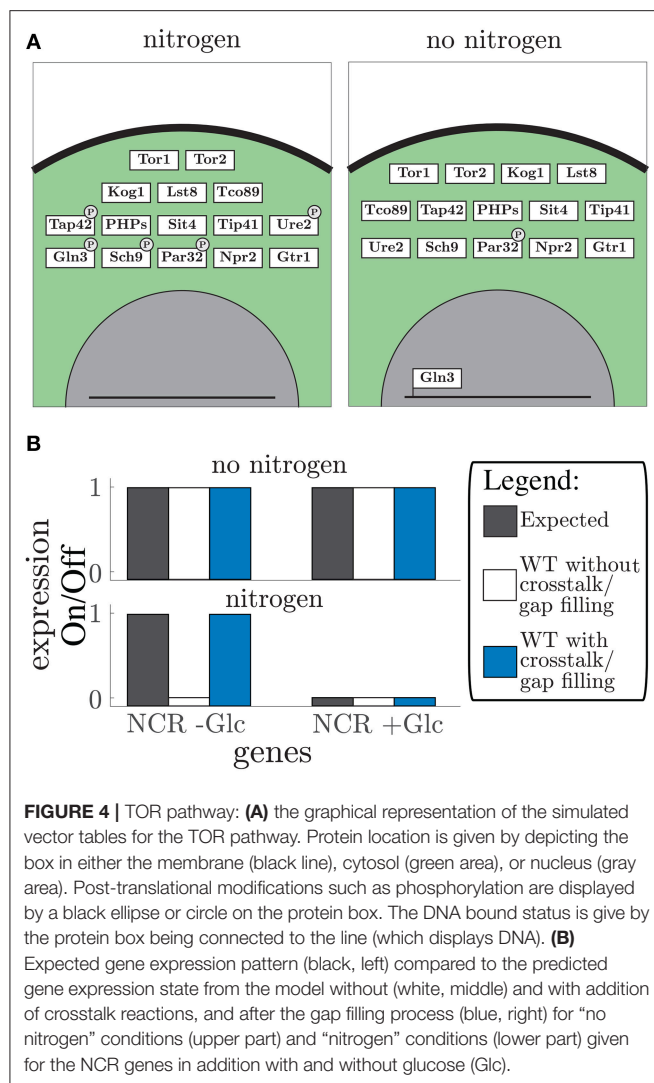 A
nitrogen
no nitrogen
Tor1 Tor2
Kog1 Lst8 Tco89
P P
Tap42 PHPs Sit4 Tip41 Ure2
P P P
Gln3 Sch9 Par32 Npr2 Gtr1
Tor1 Tor2 Kog1 Lst8
Tco89 Tap42 PHPs Sit4 Tip41
P
Ure2 Sch9 Par32 Npr2 Gtr1
Gln3
B
no nitrogen
1
0
nitrogen
1
0
expression
On/Off
NCR -Glc NCR +Glc
genes
Legend:
Expected
WT without
crosstalk/
gap filling
WT with
crosstalk/
gap filling
FIGURE 4 | TOR pathway: (A) the graphical representation of the simulated
vector tables for the TOR pathway. Protein location is given by depicting the
box in either the membrane (black line), cytosol (green area), or nucleus (gray
area). Post-translational modifications such as phosphorylation are displayed
by a black ellipse or circle on the protein box. The DNA bound status is give by
the protein box being connected to the line (which displays DNA). (B)
Expected gene expression pattern (black, left) compared to the predicted
gene expression state from the model without (white, middle) and with addition
of crosstalk reactions, and after the gap filling process (blue, right) for "no
nitrogen" conditions (upper part) and "nitrogen" conditions (lower part) given
for the NCR genes in addition with and without glucose (Glc).